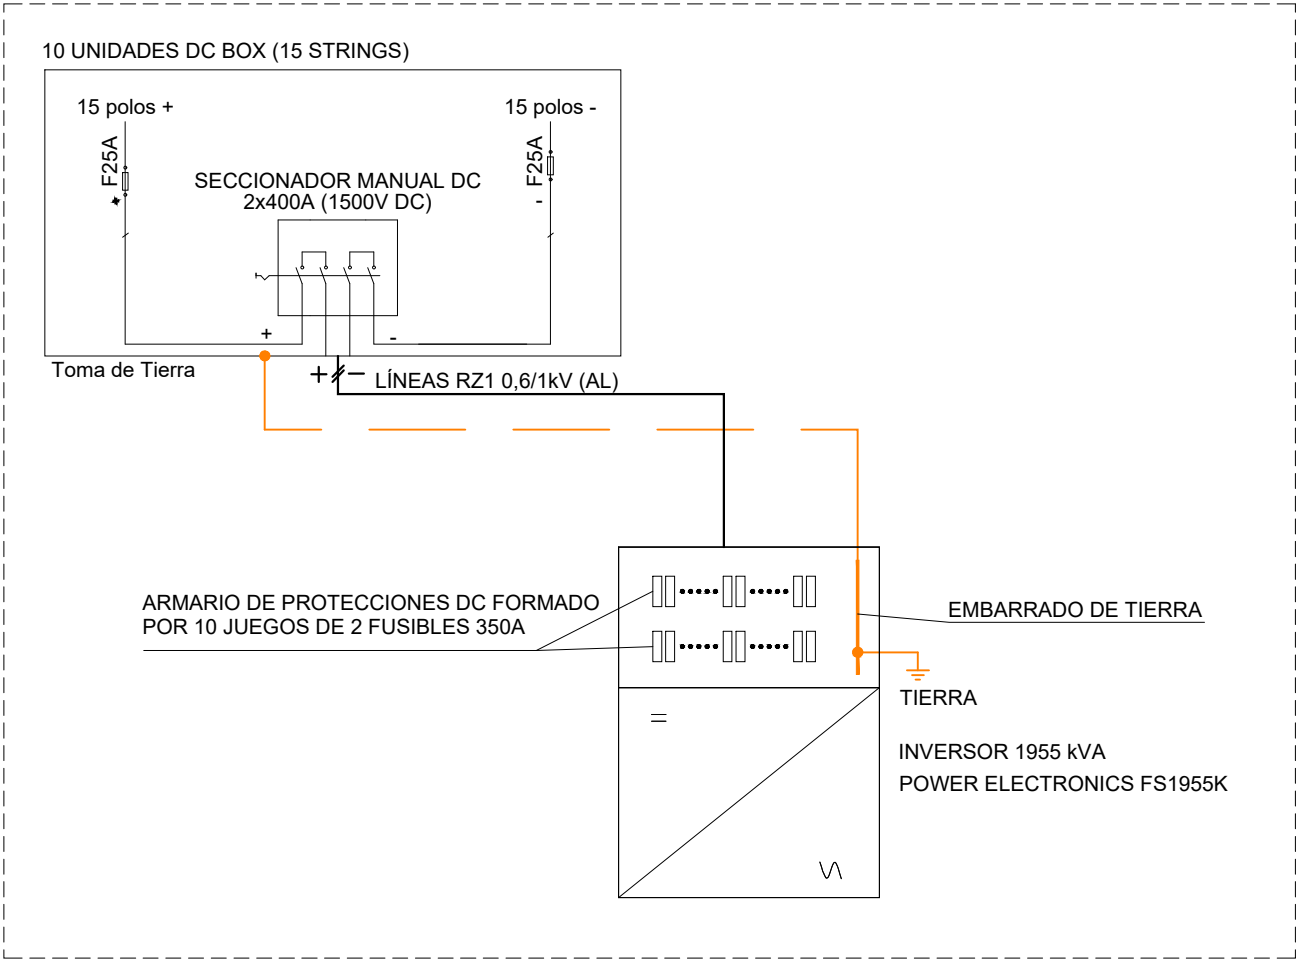 10 UNIDADES DC BOX (15 STRINGS)
15 polos +
15 polos -
F25A
F25A
SECCIONADOR MANUAL DC
2x400A (1500V DC)
-
+
-
Toma de Tierra
+ -
LÍNEAS RZ1 0,6/1kV (AL)
ARMARIO DE PROTECCIONES DC FORMADO
POR 10 JUEGOS DE 2 FUSIBLES 350A
EMBARRADO DE TIERRA
TIERRA
INVERSOR 1955 kVA
POWER ELECTRONICS FS1955K